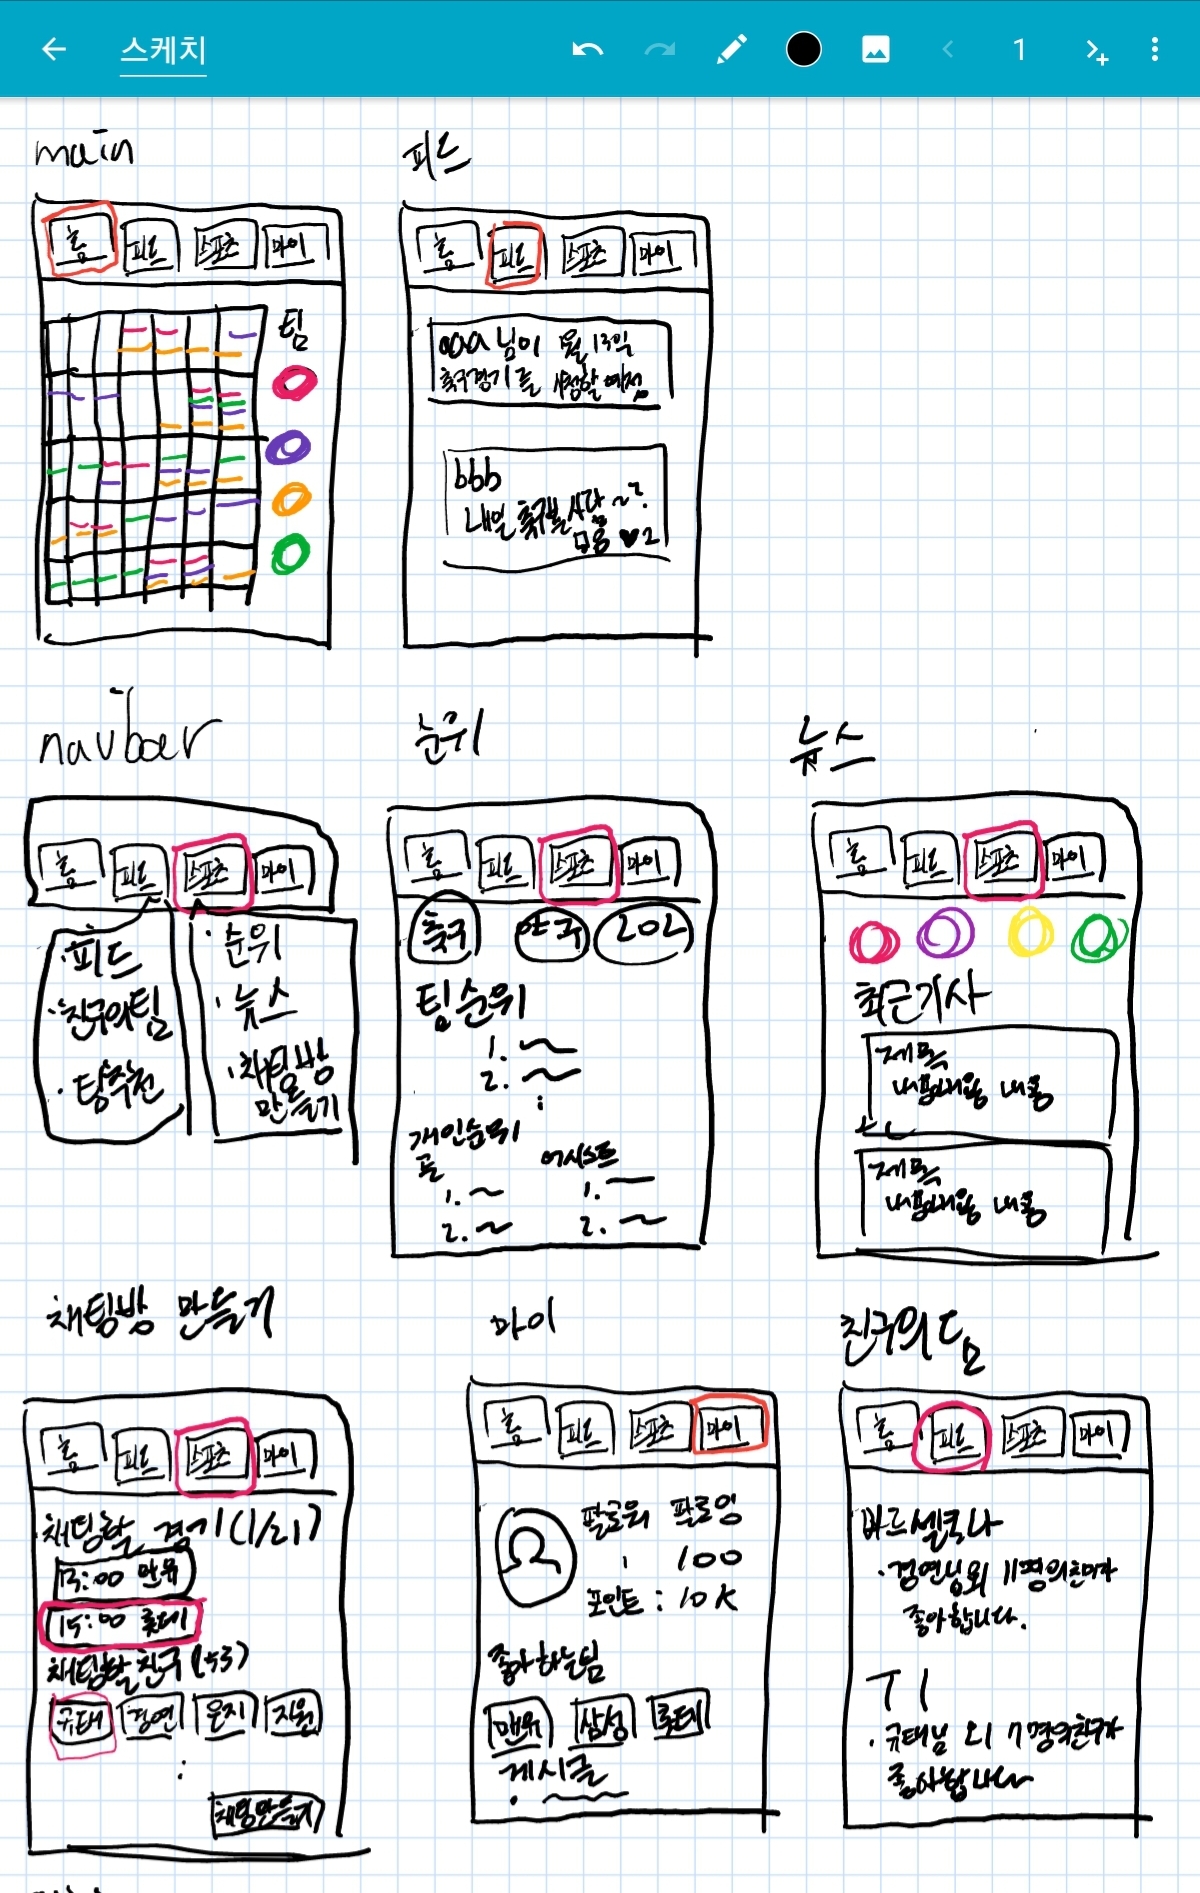 스케치
1
main
피드
홈 피드 스포츠 마이
팀
홈 피드 스포츠 마이
aaa 님이 1월 13일
축구경기를 시청할 예정
bbb
내일 축구볼사람~?
댓글 ♥2
navbar
홈 피드 스포츠 마이
· 피드
· 친구의팀
· 팀추천
· 순위
· 뉴스
· 채팅방
만들기
순위
홈 피드 스포츠 마이
축구 야구 LOL
팀순위
1.
2.
개인순위
골
1.
2.
어시스트
1.
2.
뉴스
홈 피드 스포츠 마이
최근기사
제목
내용내용 내용
제목
내용내용 내용
채팅방 만들기
홈 피드 스포츠 마이
채팅할 경기(1/21)
13:00 맨유
15:00 롯데
채팅할친구(53)
규태 경연 은지 지원
채팅만들기
마이
홈 피드 스포츠 마이
팔로워 팔로잉
1 100
포인트 : 10K
좋아하는팀
맨유 삼성 롯데
게시글
친구의팀
홈 피드 스포츠 마이
바르셀로나
· 경연님외 11명의친구가
좋아합니다.
T1
· 규태님 외 7명의친구가
좋아합니다